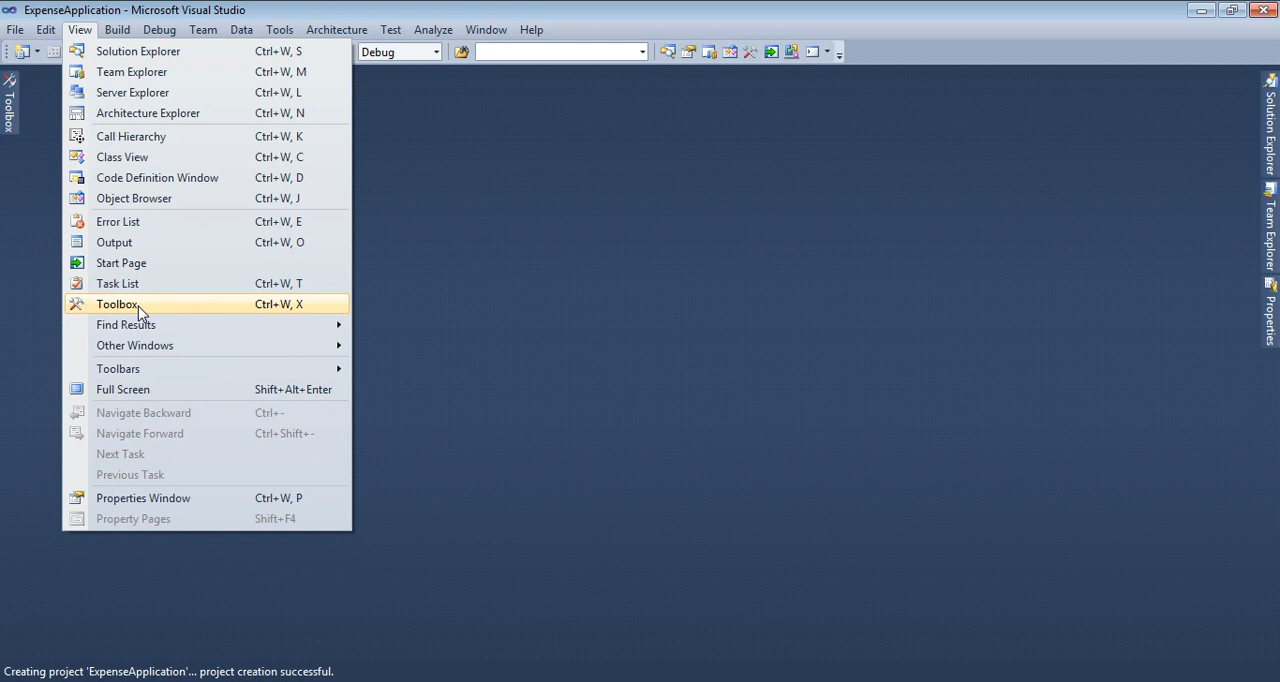 ExpenseApplication - Microsoft Visual Studio
File Edit View Build Debug Team Data Tools Architecture Test Analyze Window Help
Debug
Toolbox
Solution Explorer Ctrl+W, S
Team Explorer Ctrl+W, M
Server Explorer Ctrl+W, L
Architecture Explorer Ctrl+W, N
Call Hierarchy Ctrl+W, K
Class View Ctrl+W, C
Code Definition Window Ctrl+W, D
Object Browser Ctrl+W, J
Error List Ctrl+W, E
Output Ctrl+W, O
Start Page
Task List Ctrl+W, T
Toolbox Ctrl+W, X
Find Results
Other Windows
Toolbars
Full Screen Shift+Alt+Enter
Navigate Backward Ctrl+-
Navigate Forward Ctrl+Shift+-
Next Task
Previous Task
Properties Window Ctrl+W, P
Property Pages Shift+F4
Solution Explorer
Team Explorer
Properties
Creating project 'ExpenseApplication'... project creation successful.